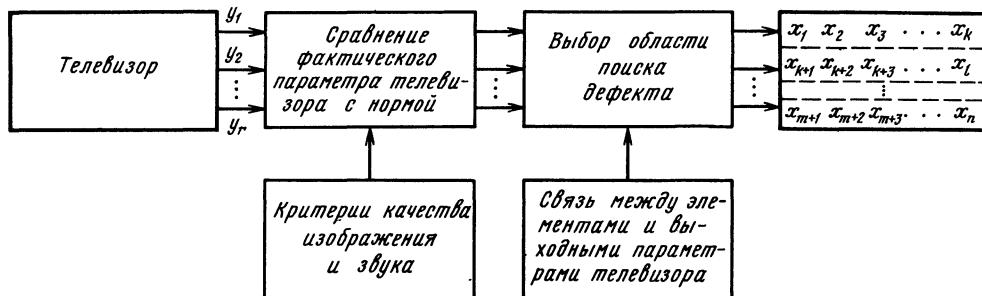 Телевизор
y₁
y₂
⋮
yᵣ
Сравнение
фактического
параметра телеви-
зора с нормой
⋮
Выбор области
поиска
дефекта
⋮
x₁ x₂ x₃ . . . xₖ
xₖ₊₁ xₖ₊₂ xₖ₊₃ . . . xₗ
⋮
xₘ₊₁ xₘ₊₂ xₘ₊₃ . . . xₙ
Критерии качества
изображения
и звука
Связь между эле-
ментами и вы-
ходными парамет-
рами телевизора